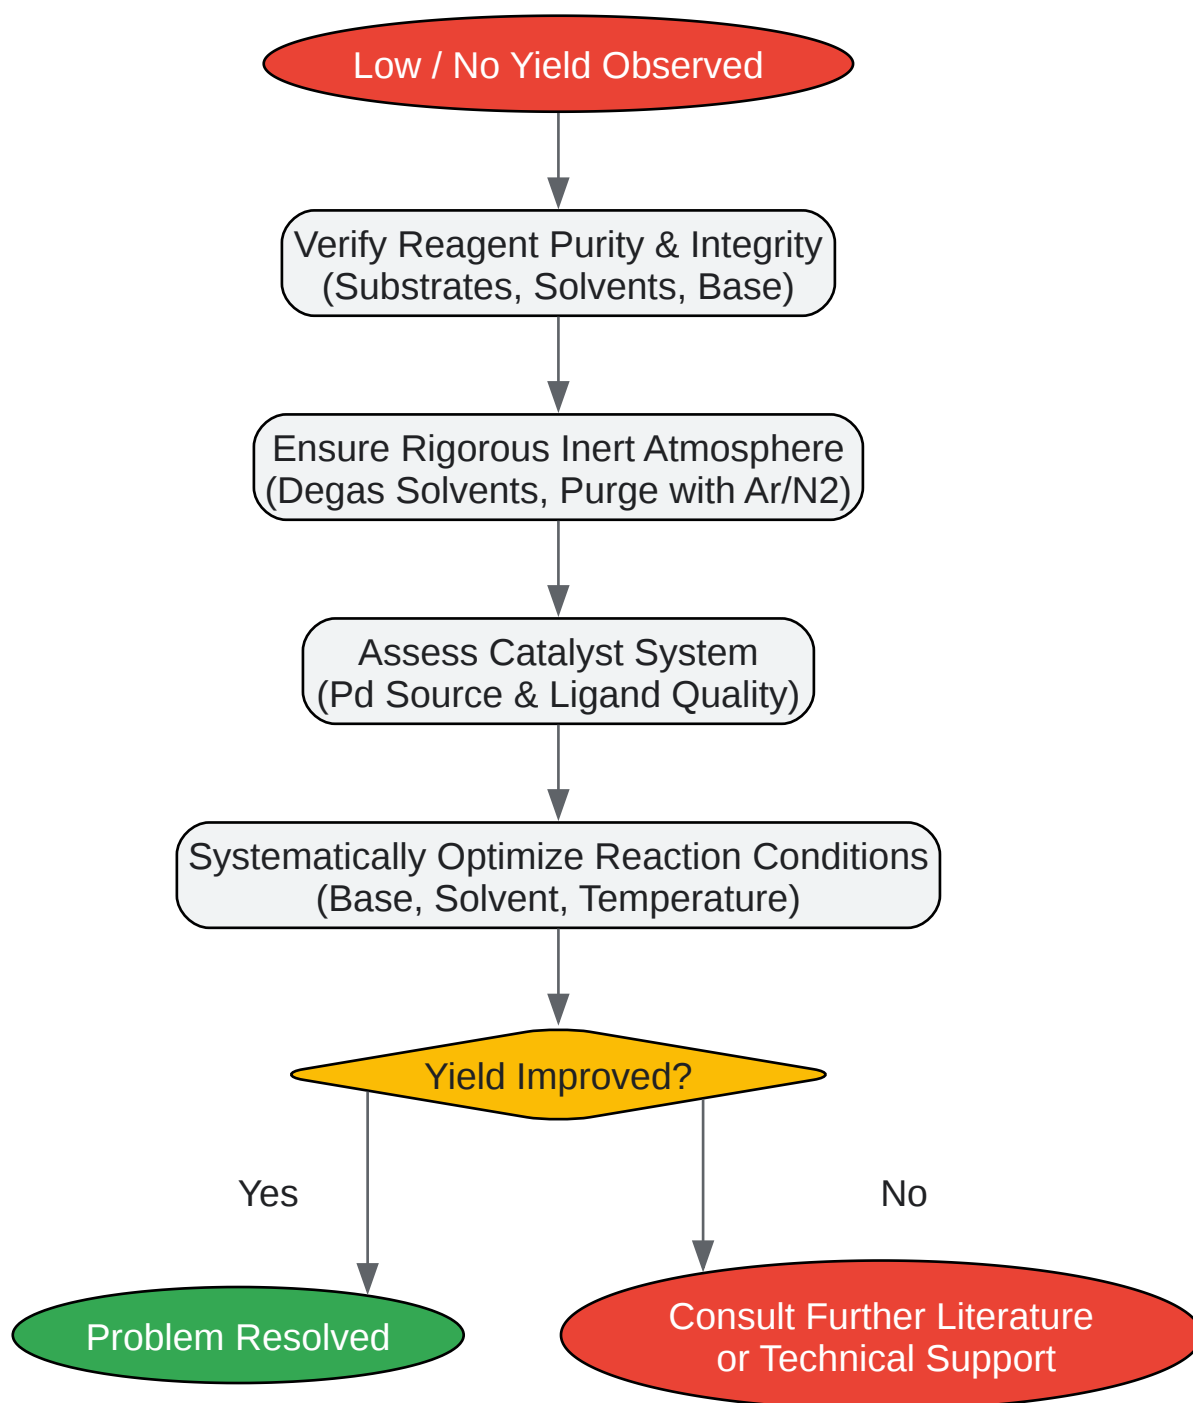 Low / No Yield Observed
Verify Reagent Purity & Integrity
(Substrates, Solvents, Base)
Ensure Rigorous Inert Atmosphere
(Degas Solvents, Purge with Ar/N2)
Assess Catalyst System
(Pd Source & Ligand Quality)
Systematically Optimize Reaction Conditions
(Base, Solvent, Temperature)
Yield Improved?
Yes
No
Problem Resolved
Consult Further Literature
or Technical Support